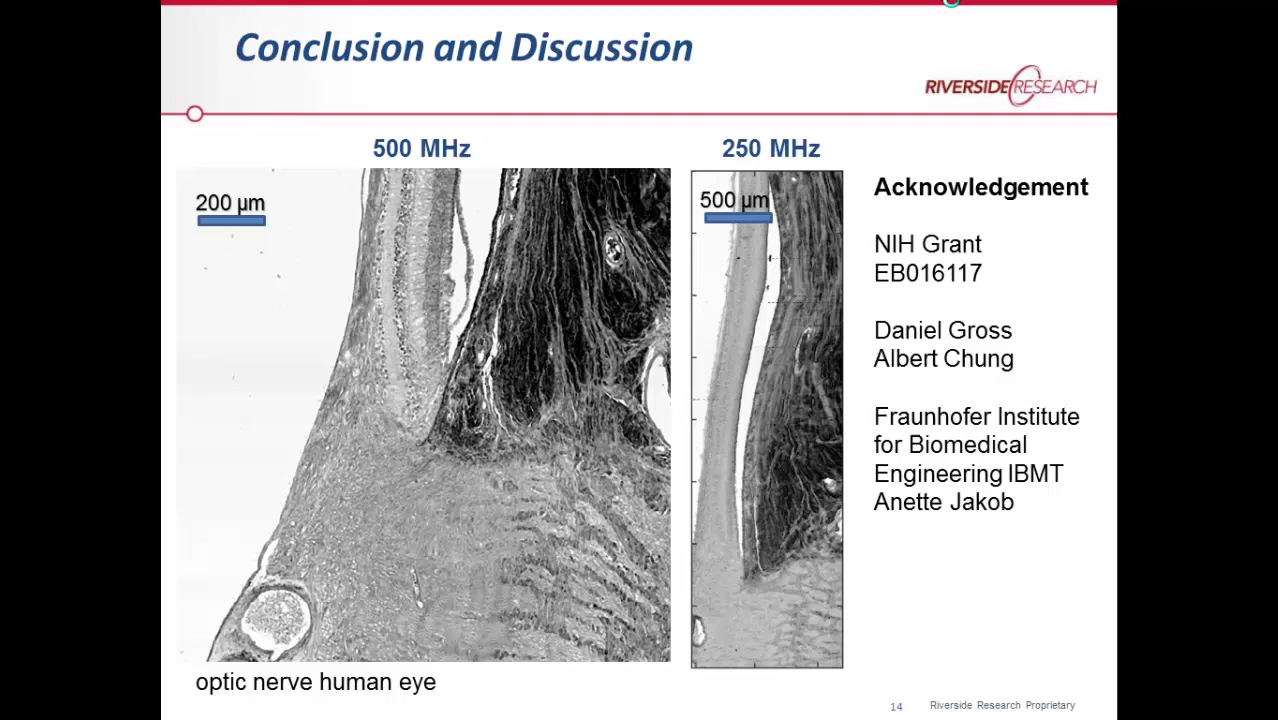 Conclusion and Discussion
RIVERSIDE RESEARCH
500 MHz
250 MHz
200 µm
500 µm
Acknowledgement
NIH Grant
EB016117
Daniel Gross
Albert Chung
Fraunhofer Institute
for Biomedical
Engineering IBMT
Anette Jakob
optic nerve human eye
14
Riverside Research Proprietary